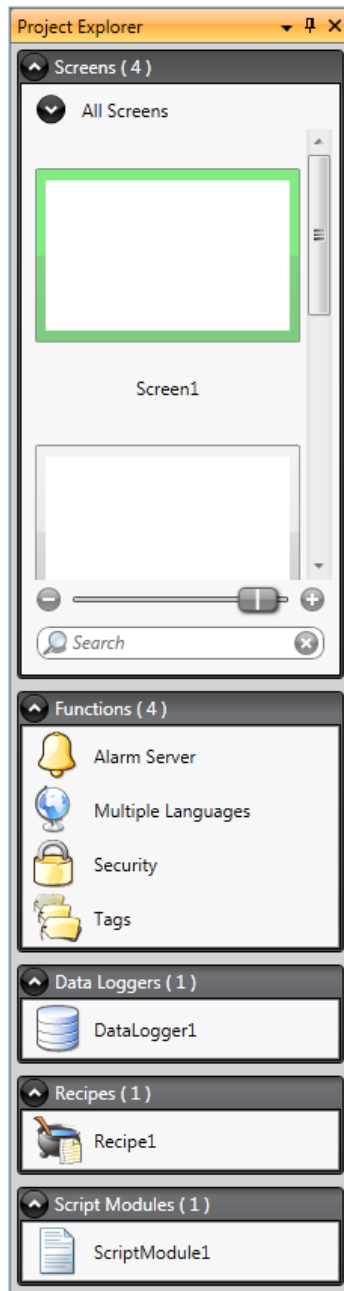 Project Explorer
Screens ( 4 )
All Screens
Screen1
Search
Functions ( 4 )
Alarm Server
Multiple Languages
Security
Tags
Data Loggers ( 1 )
DataLogger1
Recipes ( 1 )
Recipe1
Script Modules ( 1 )
ScriptModule1